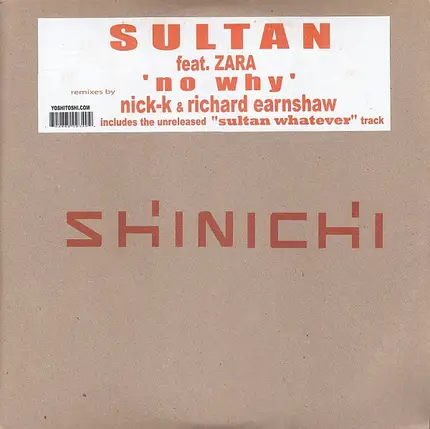 SULTAN
feat. ZARA
'no why'
remixes by
nick-k & richard earnshaw
YOSHITOSHI.COM
includes the unreleased "sultan whatever" track
SHINICHI